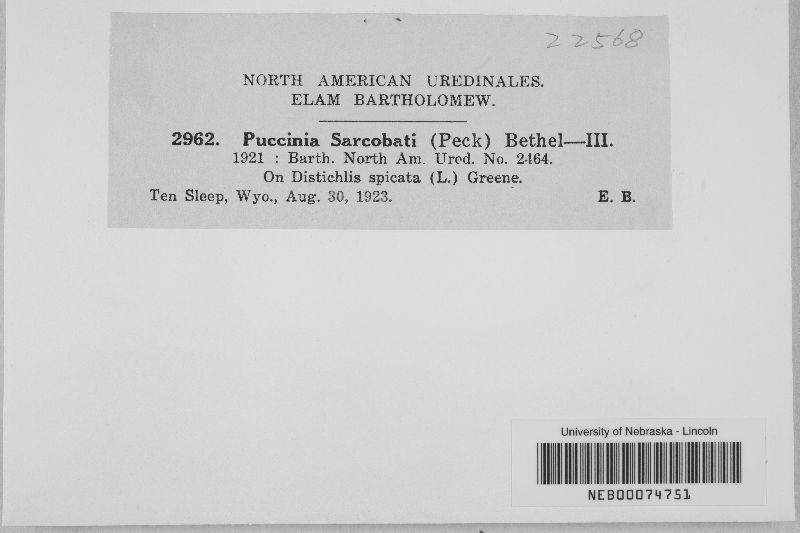 22568
NORTH AMERICAN UREDINALES.
ELAM BARTHOLOMEW.
2962. Puccinia Sarcobati (Peck) Bethel—III.
1921 : Barth. North Am. Ured. No. 2464.
On Distichlis spicata (L.) Greene.
Ten Sleep, Wyo., Aug. 30, 1923. E. B.
University of Nebraska - Lincoln
NEB00074751